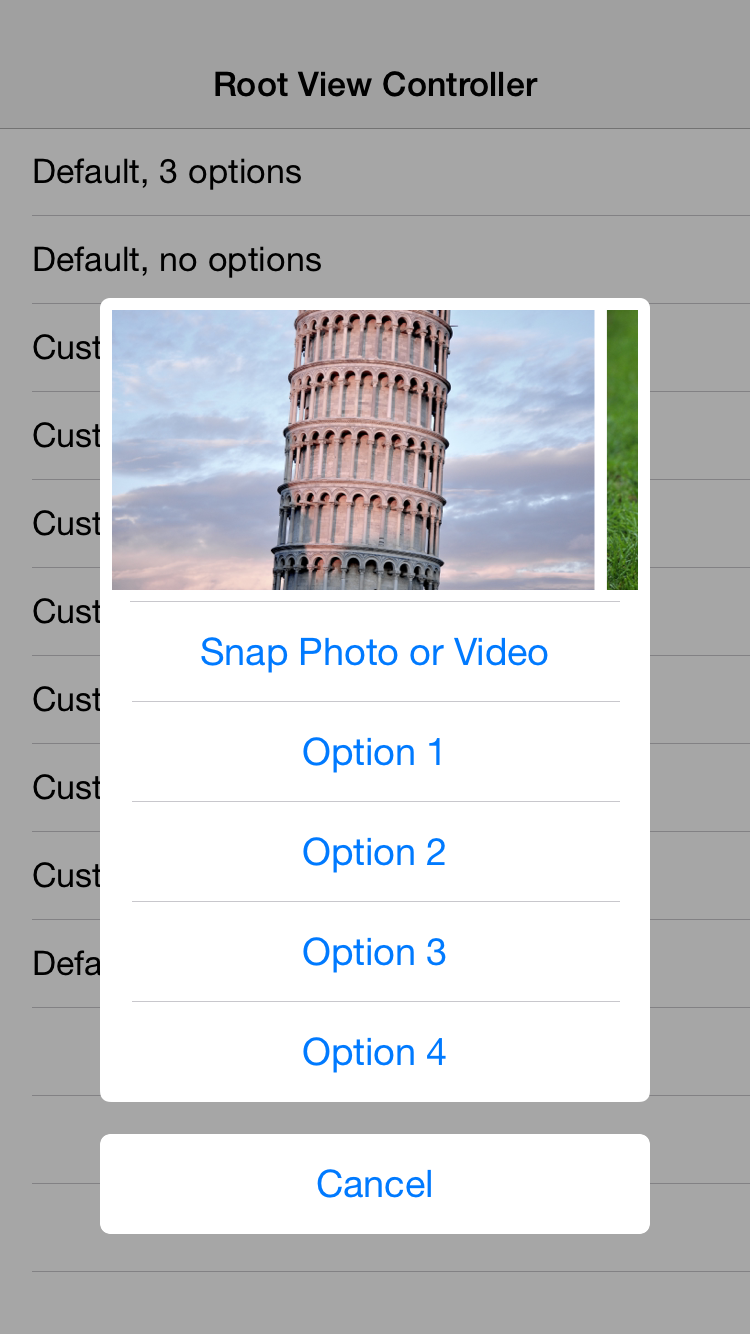 Root View Controller
Default, 3 options
Default, no options
Cust
Cust
Cust
Cust
Cust
Cust
Cust
Defa
Snap Photo or Video
Option 1
Option 2
Option 3
Option 4
Cancel